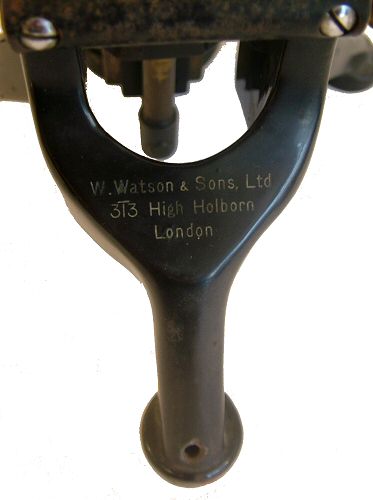 W. Watson & Sons, Ltd
313 High Holborn
London